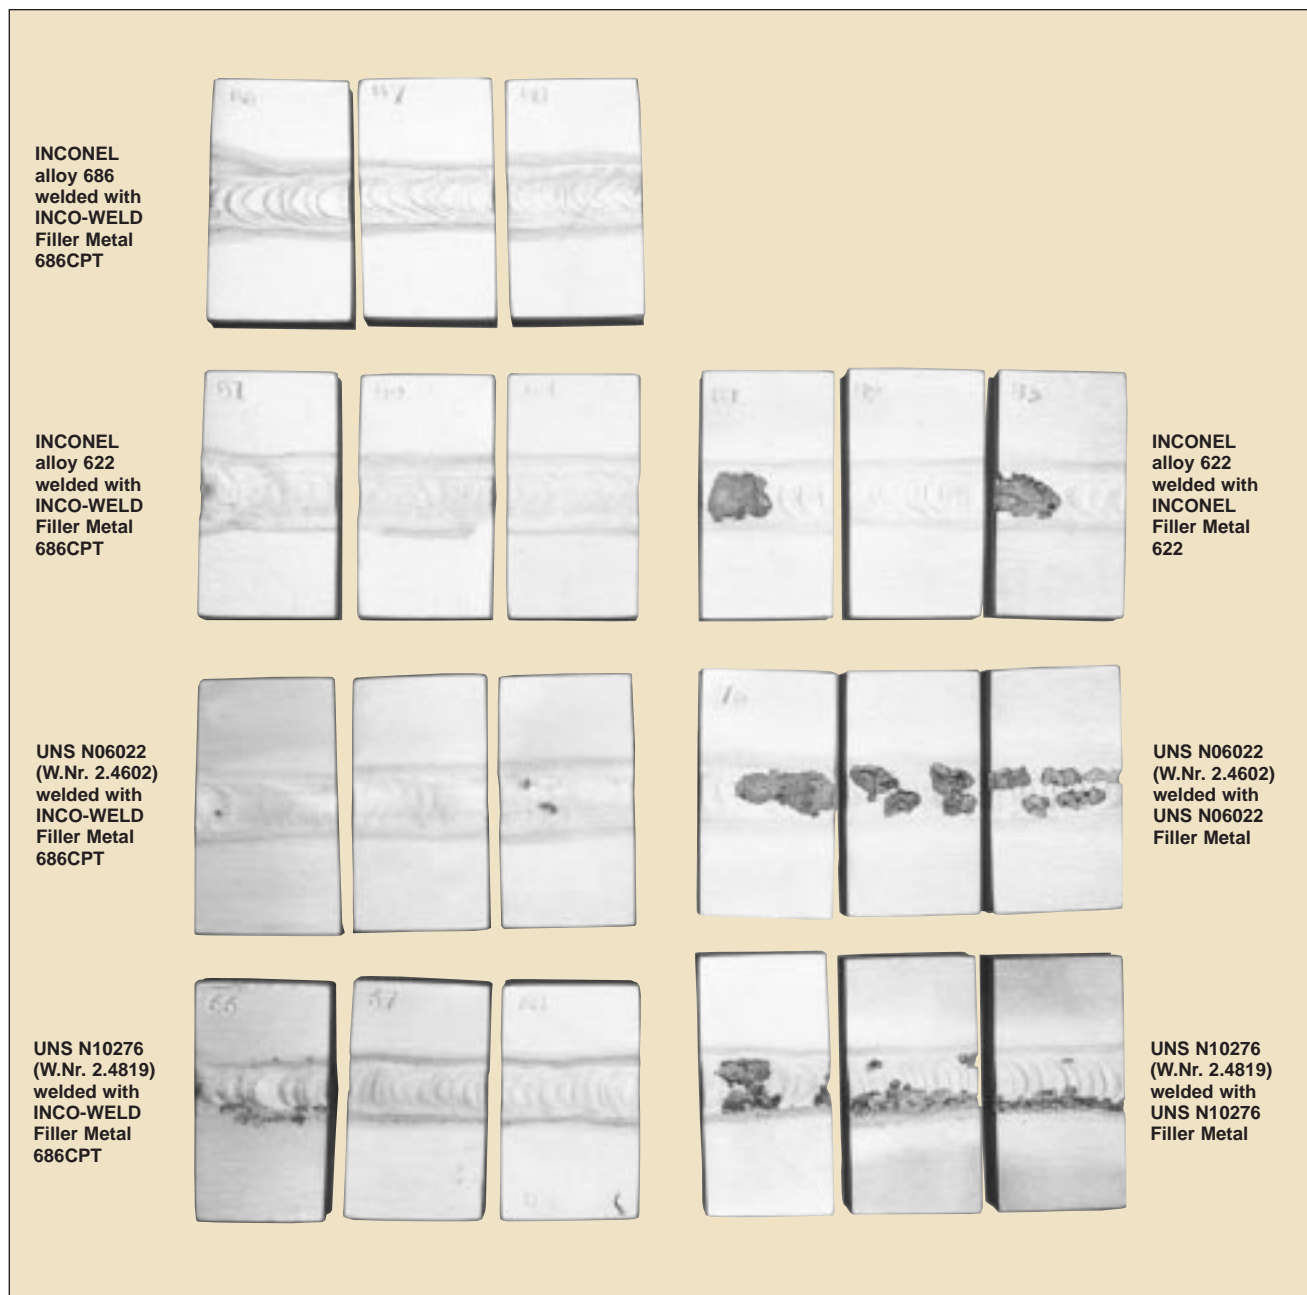 INCONEL
alloy 686
welded with
INCO-WELD
Filler Metal
686CPT
INCONEL
alloy 622
welded with
INCO-WELD
Filler Metal
686CPT
INCONEL
alloy 622
welded with
INCONEL
Filler Metal
622
UNS N06022
(W.Nr. 2.4602)
welded with
INCO-WELD
Filler Metal
686CPT
UNS N06022
(W.Nr. 2.4602)
welded with
UNS N06022
Filler Metal
UNS N10276
(W.Nr. 2.4819)
welded with
INCO-WELD
Filler Metal
686CPT
UNS N10276
(W.Nr. 2.4819)
welded with
UNS N10276
Filler Metal